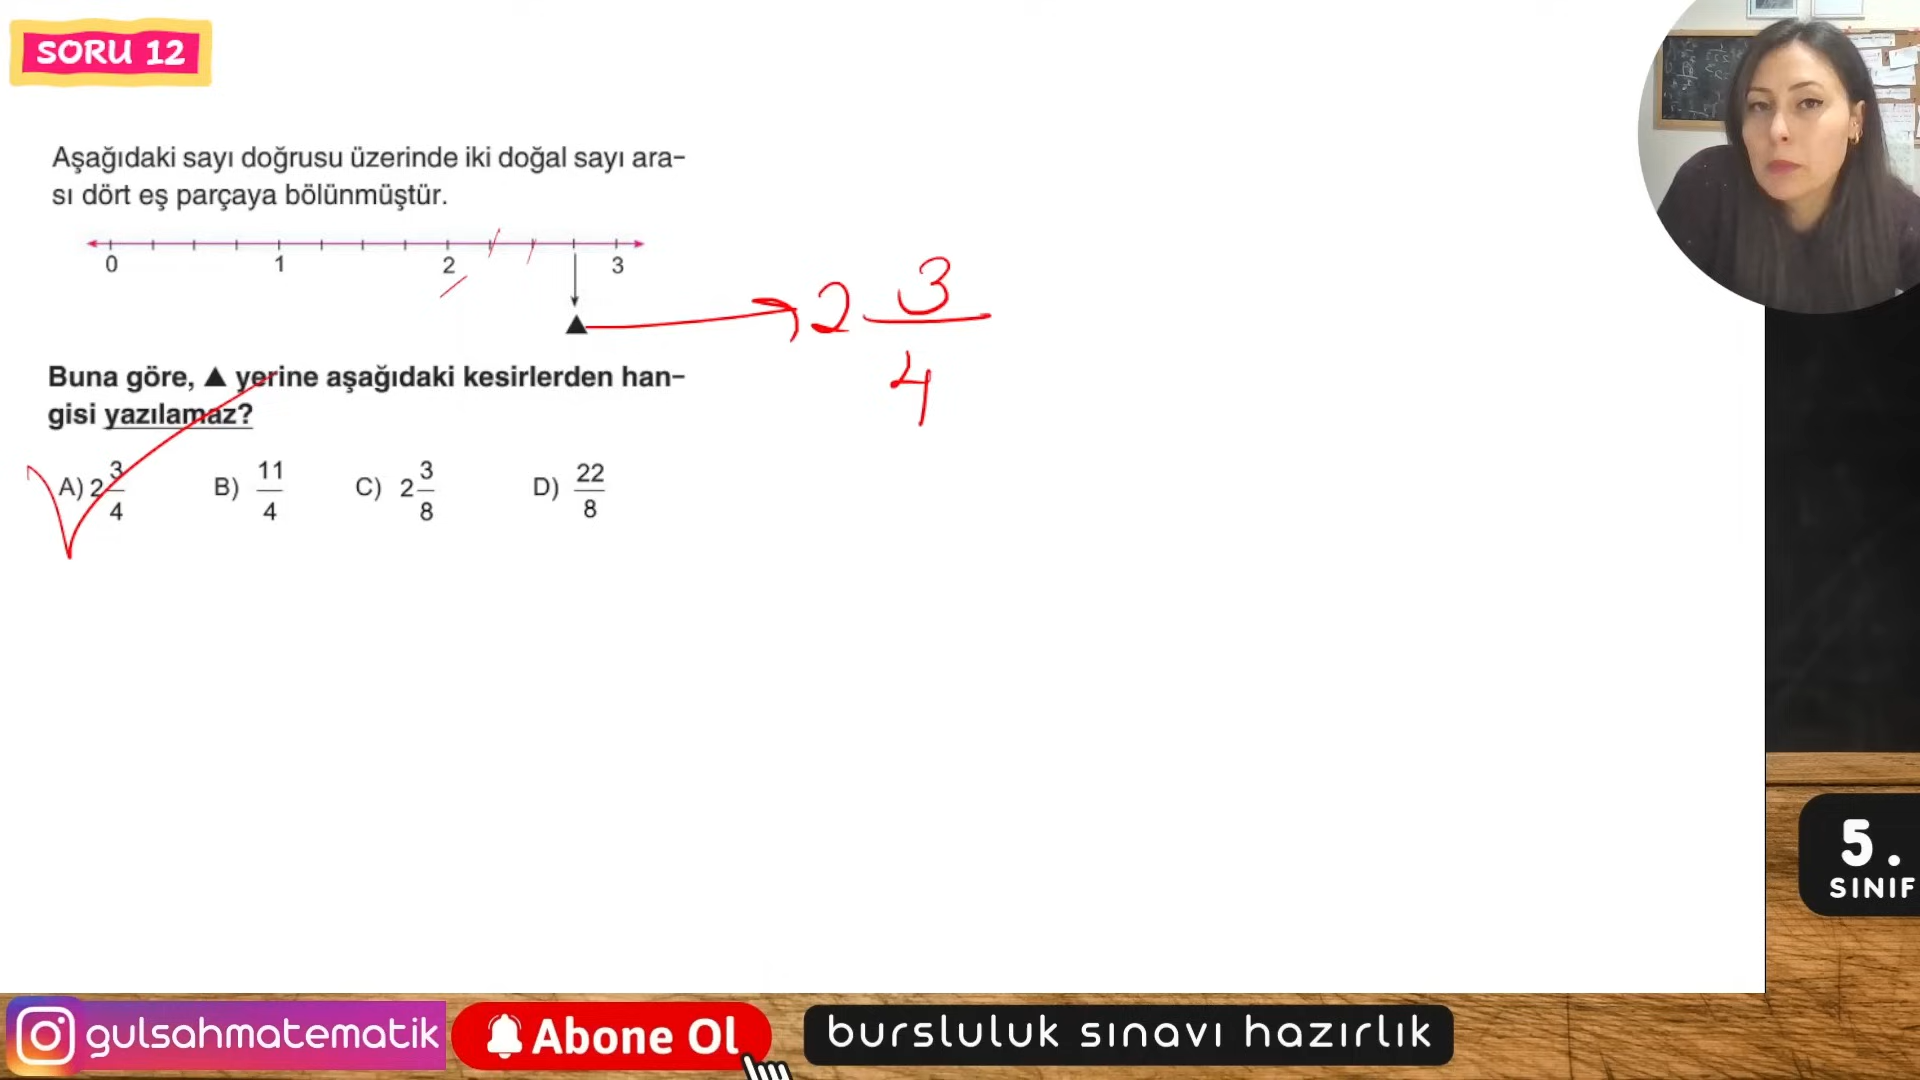 SORU 12
Aşağıdaki sayı doğrusu üzerinde iki doğal sayı ara-
sı dört eş parçaya bölünmüştür.
0 1 2 3
▲
2 3/4
Buna göre, ▲ yerine aşağıdaki kesirlerden han-
gisi yazılamaz?
A) 2 3/4 B) 11/4 C) 2 3/8 D) 22/8
5.
SINIF
gulsahmatematik
Abone Ol
bursluluk sınavı hazırlık